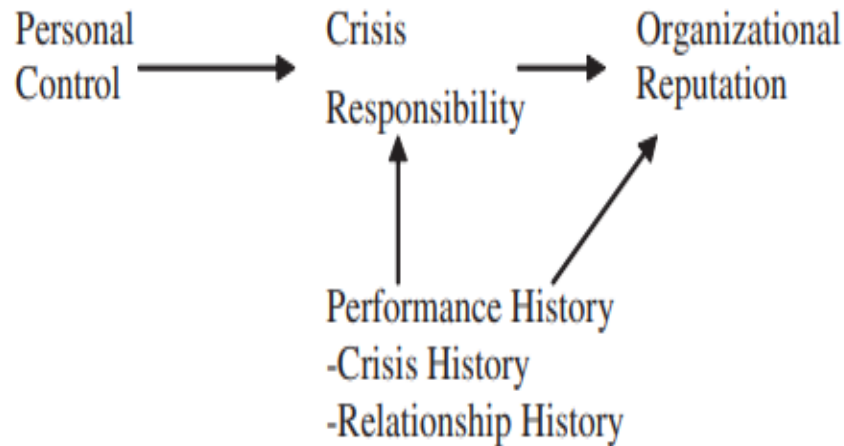 Personal
Control
Crisis
Responsibility
Organizational
Reputation
Performance History
-Crisis History
-Relationship History